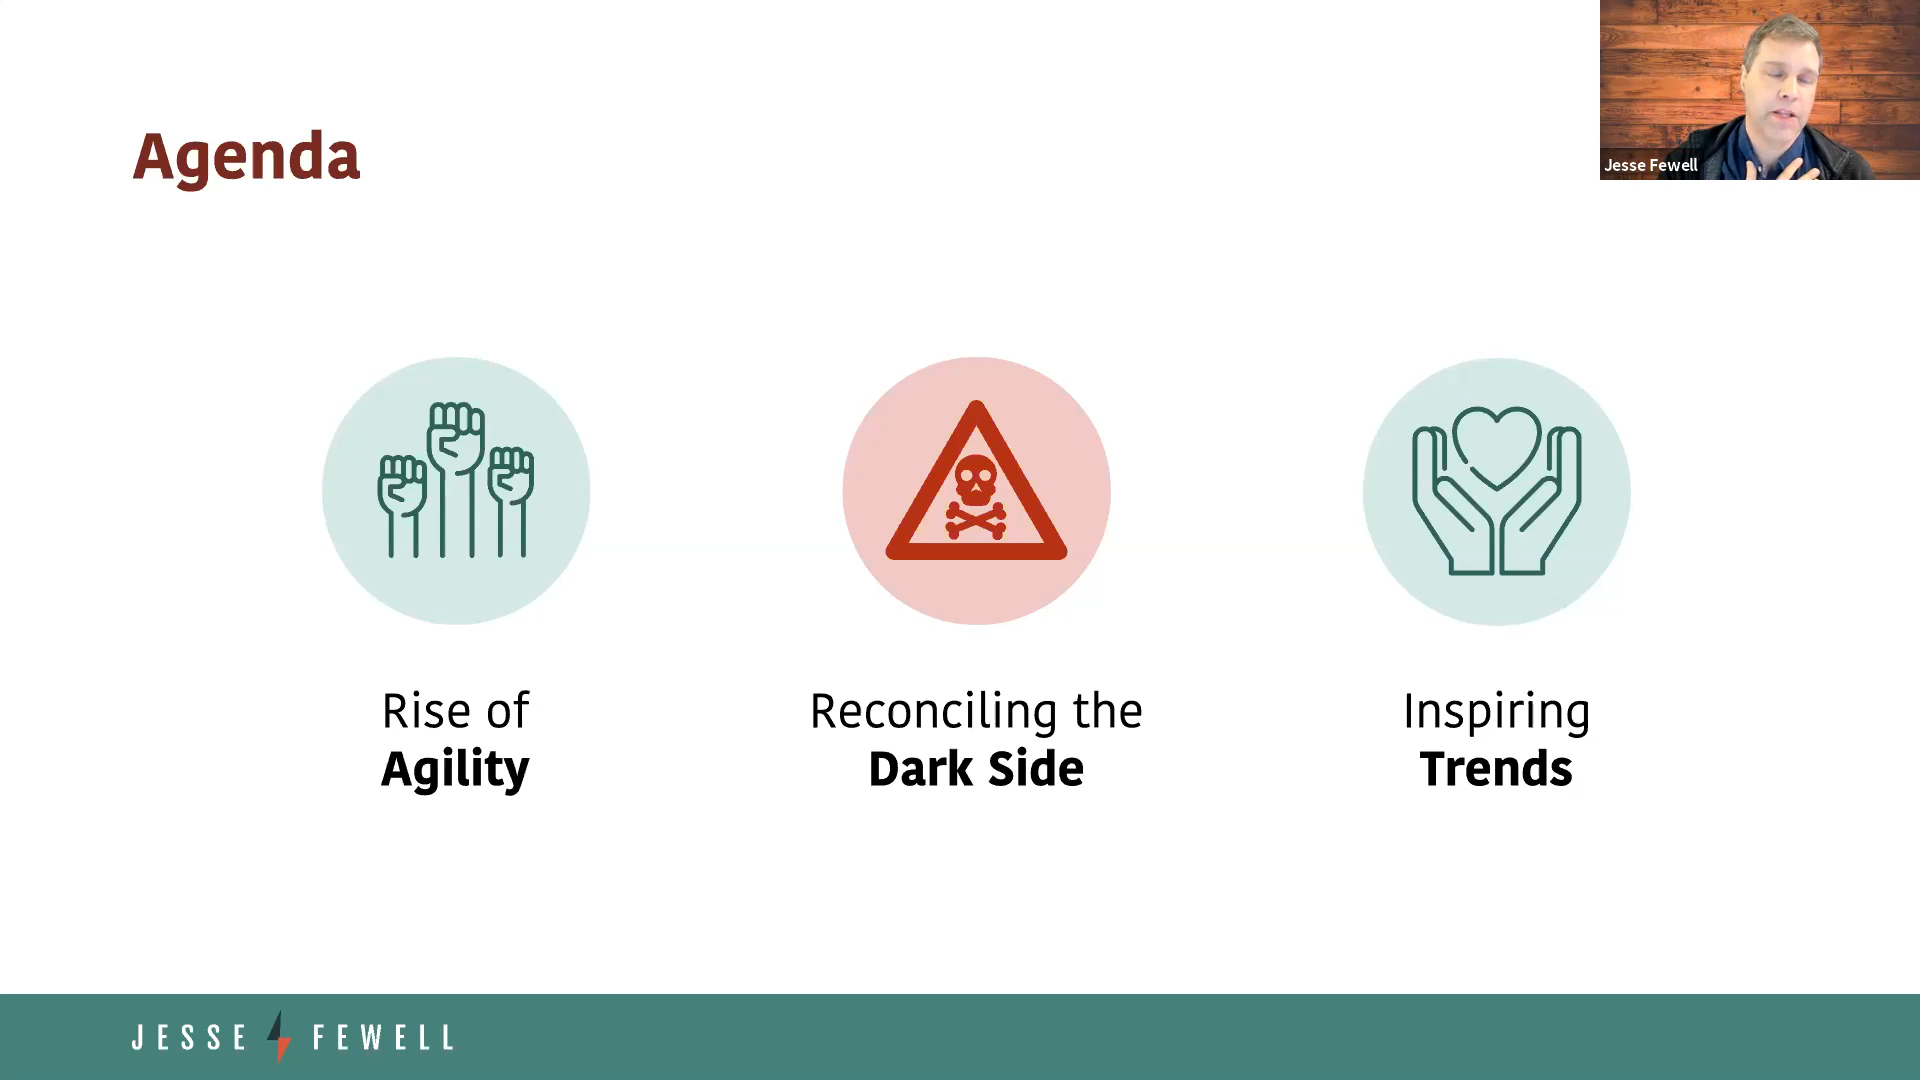 Agenda
Jesse Fewell
Rise of
Agility
Reconciling the
Dark Side
Inspiring
Trends
JESSE FEWELL